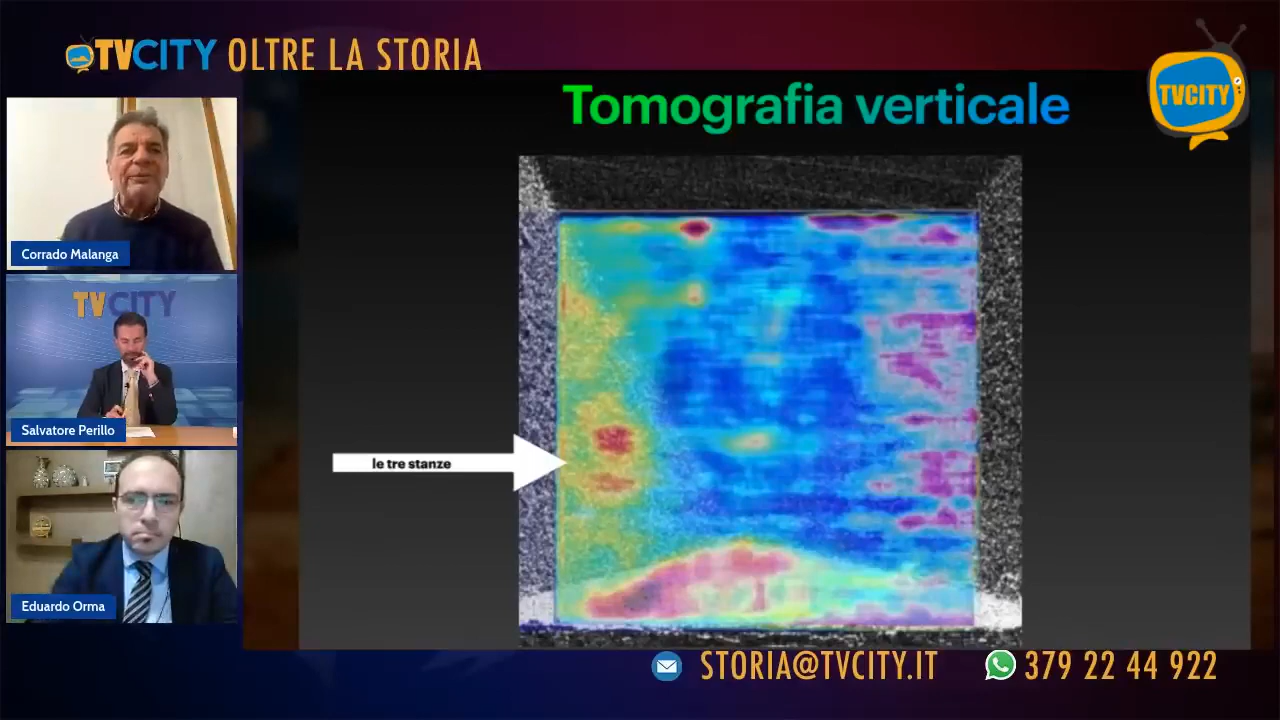 TVCITY OLTRE LA STORIA
TVCITY
Tomografia verticale
Corrado Malanga
TVCITY
Salvatore Perillo
le tre stanze
Eduardo Orma
STORIA@TVCITY.IT
379 22 44 922